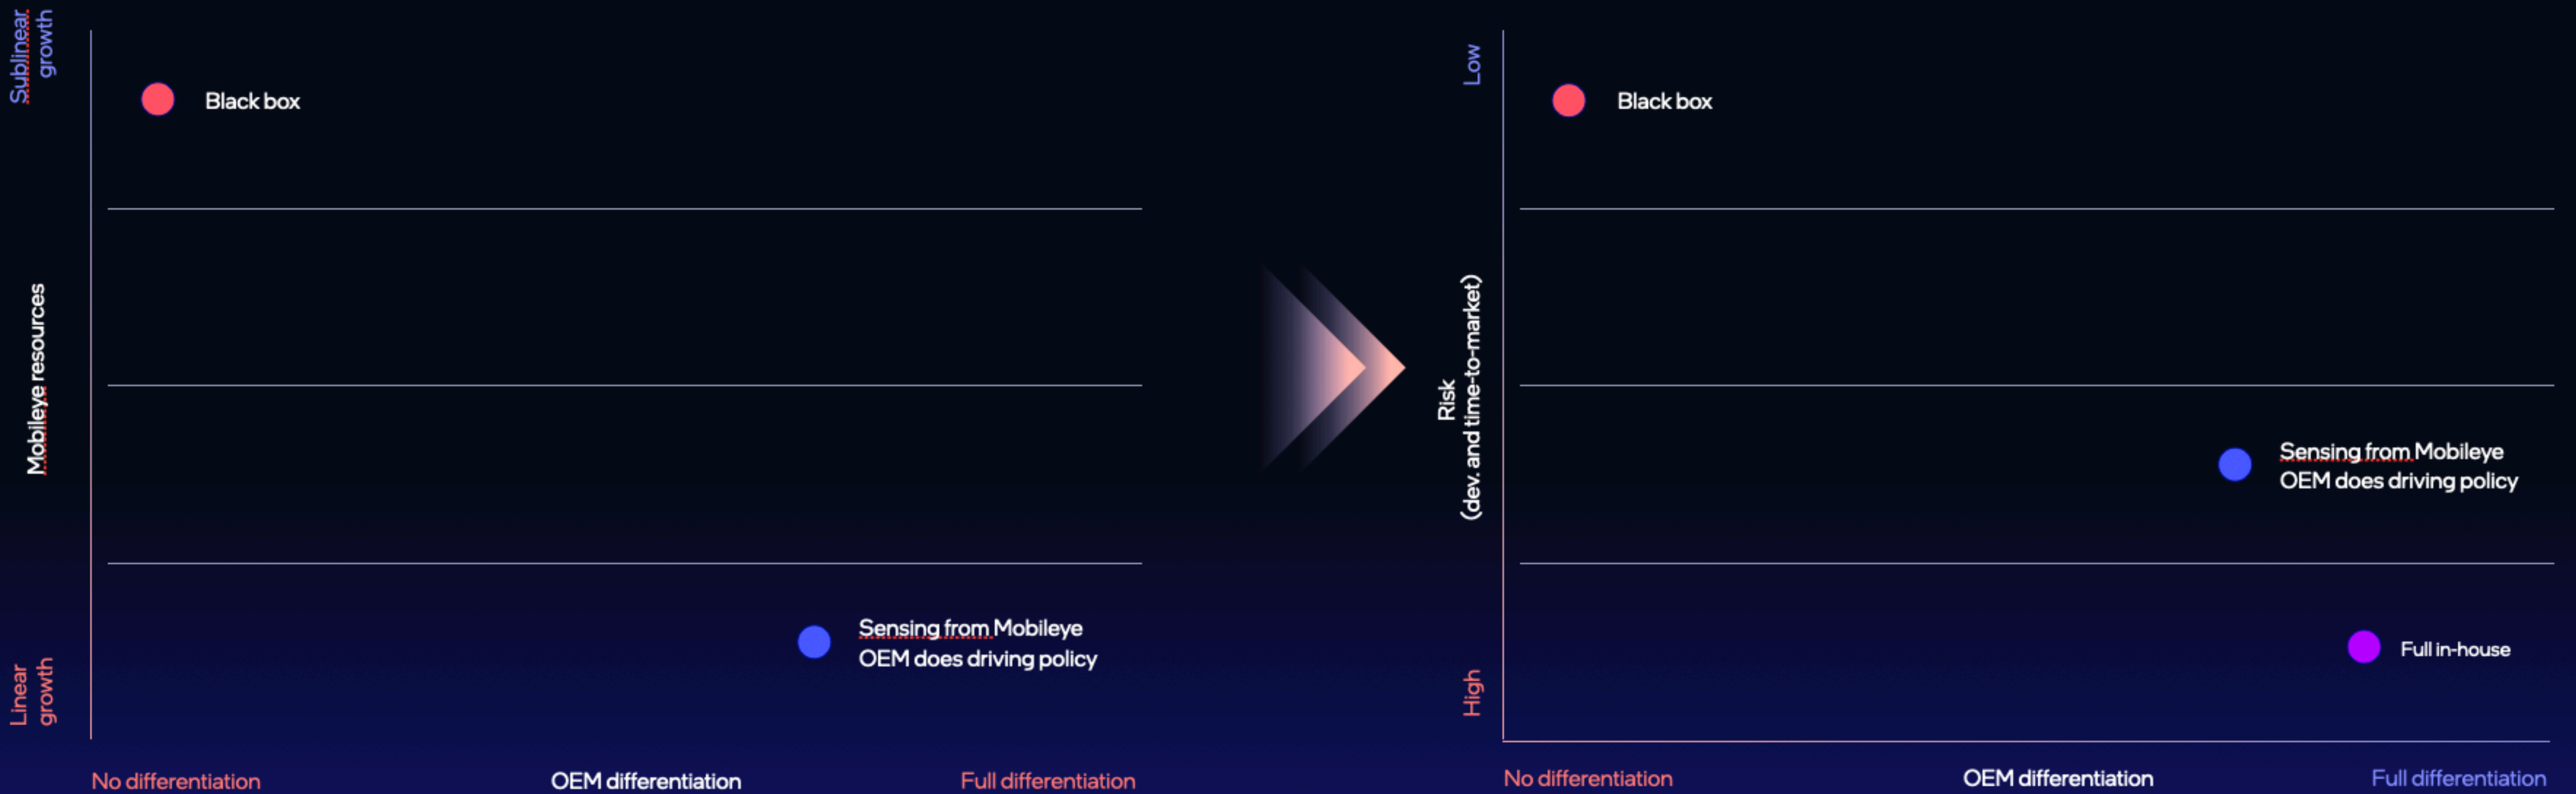 Sublinear
growth
Black box
Mobileye resources
Sensing from Mobileye
OEM does driving policy
Linear
growth
No differentiation
OEM differentiation
Full differentiation
Low
Black box
Risk
(dev. and time-to-market)
Sensing from Mobileye
OEM does driving policy
Full in-house
High
No differentiation
OEM differentiation
Full differentiation